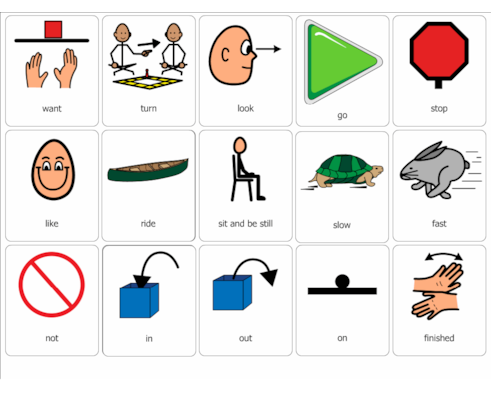 want
turn
look
go
stop
like
ride
sit and be still
slow
fast
not
in
out
on
finished